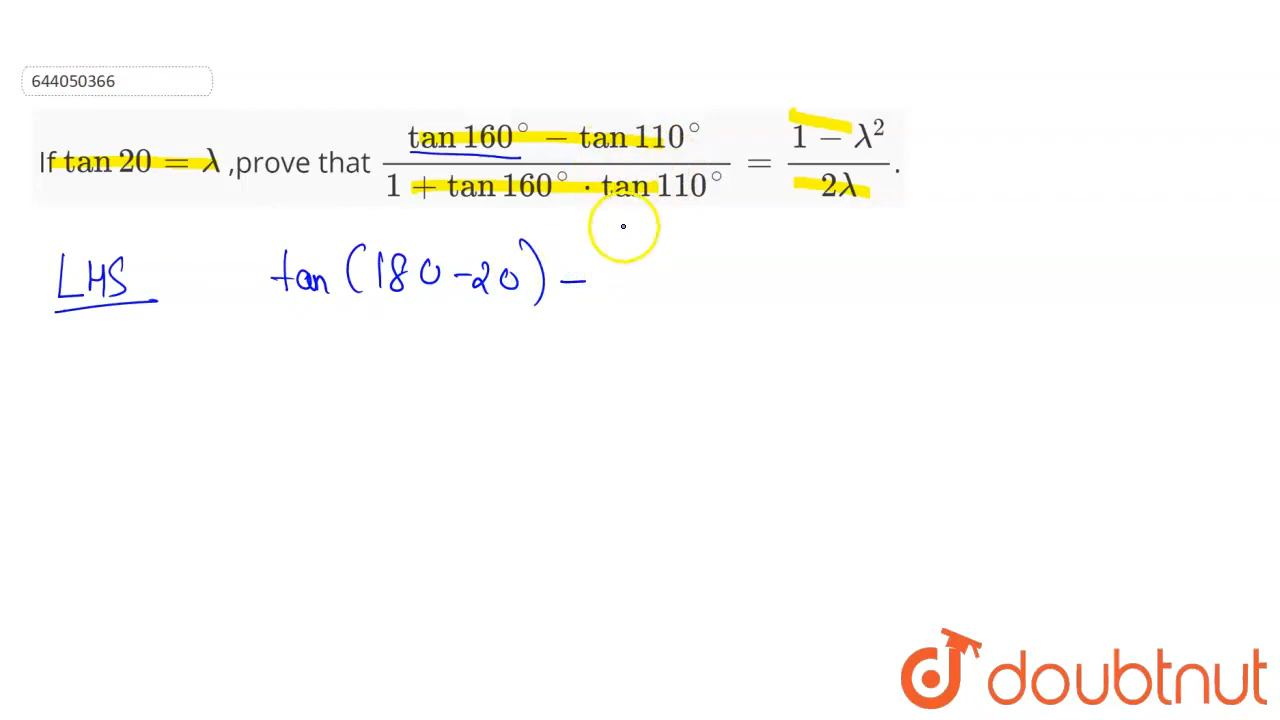 644050366
If tan 20 = λ ,prove that (tan 160° − tan 110°)/(1 + tan 160° · tan 110°) = (1 − λ²)/(2λ).
LHS tan (180 -20) -
doubtnut